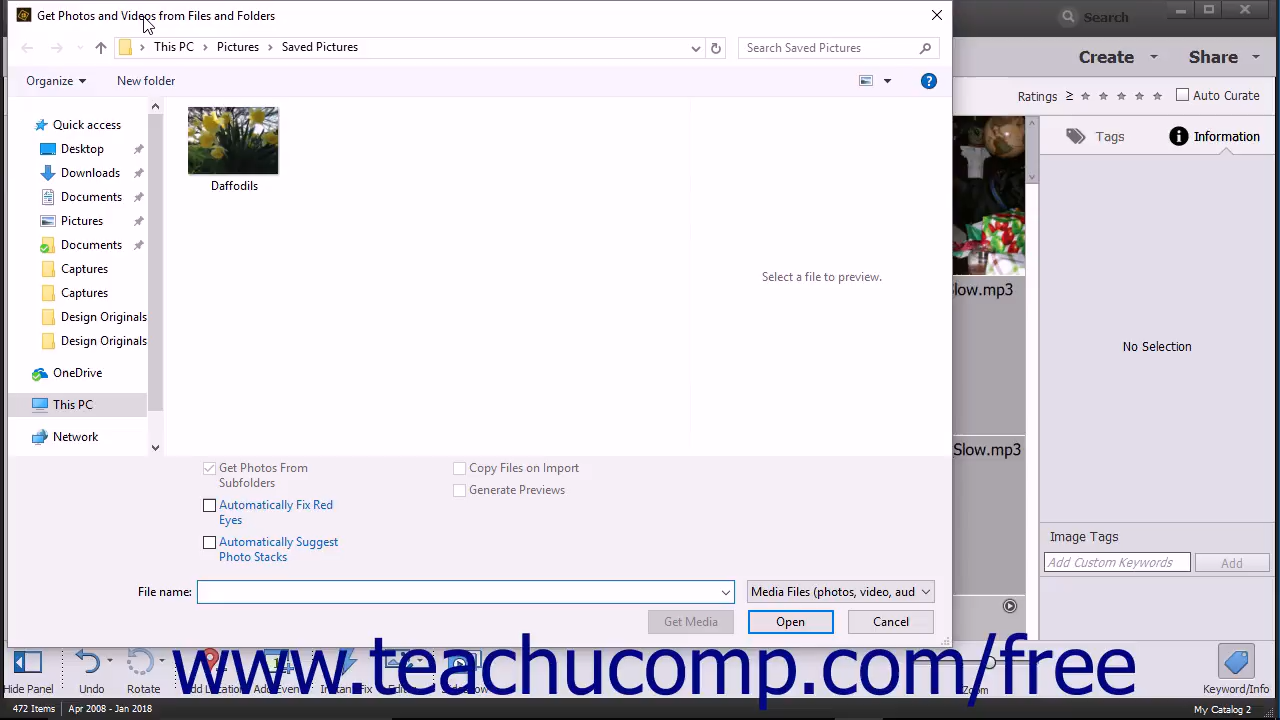 Get Photos and Videos from Files and Folders
Search
This PC
Pictures
Saved Pictures
Search Saved Pictures
Create
Share
Organize
New folder
Ratings ≥
Auto Curate
Quick access
Desktop
Downloads
Documents
Pictures
Documents
Captures
Captures
Design Originals
Design Originals
OneDrive
This PC
Network
Daffodils
Select a file to preview.
Tags
Information
Slow.mp3
No Selection
Slow.mp3
Get Photos From
Subfolders
Automatically Fix Red
Eyes
Automatically Suggest
Photo Stacks
Copy Files on Import
Generate Previews
Image Tags
Add Custom Keywords
Add
File name:
Media Files (photos, video, aud
Get Media
Open
Cancel
www.teachucomp.com/free
Hide Panel
Undo
Rotate
Zoom
Keyword/Info
472 Items
Apr 2008 - Jan 2018
My Catalog 2